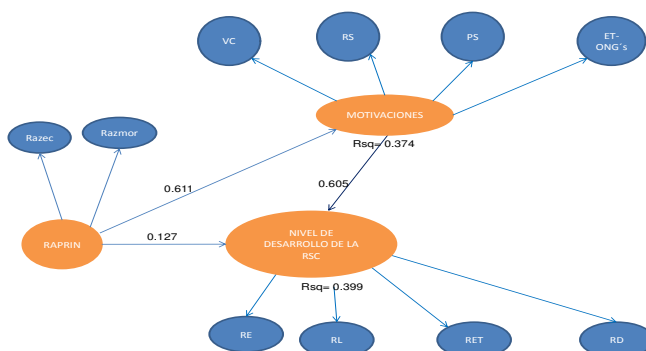 VC
RS
PS
ET-
ONG´s
MOTIVACIONES
Rsq= 0.374
Razec
Razmor
0.611
0.605
RAPRIN
0.127
NIVEL DE
DESARROLLO DE LA
RSC
Rsq= 0.399
RE
RL
RET
RD